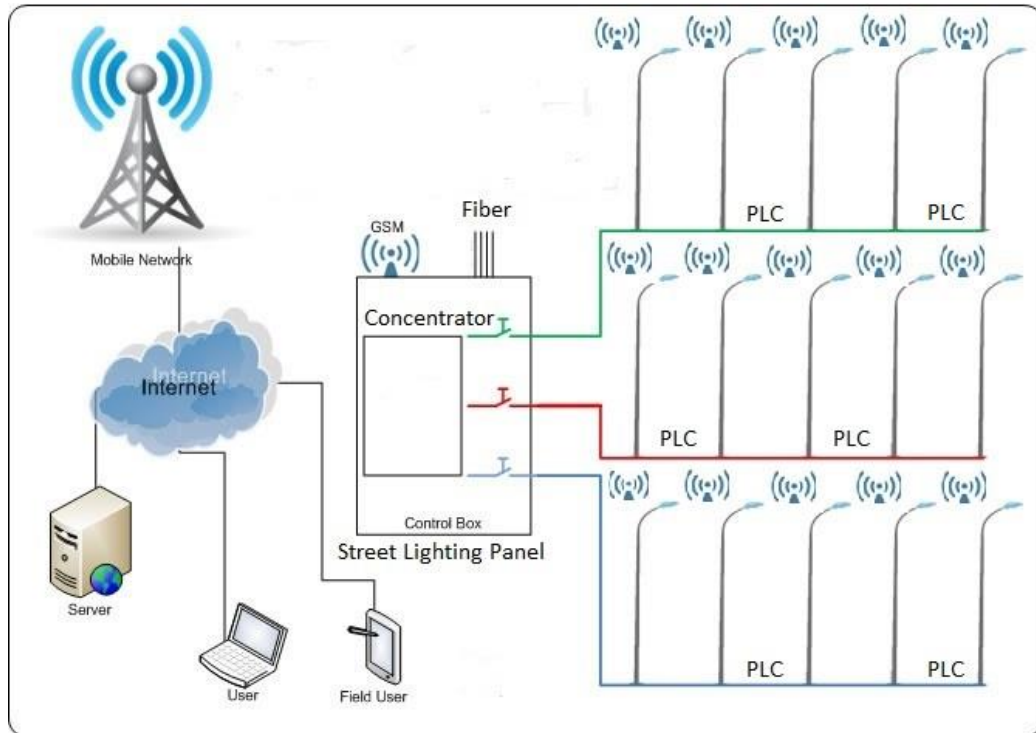 Mobile Network
Internet
Internet
Server
User
Field User
GSM
Fiber
Concentrator
Control Box
Street Lighting Panel
PLC
PLC
PLC
PLC
PLC
PLC